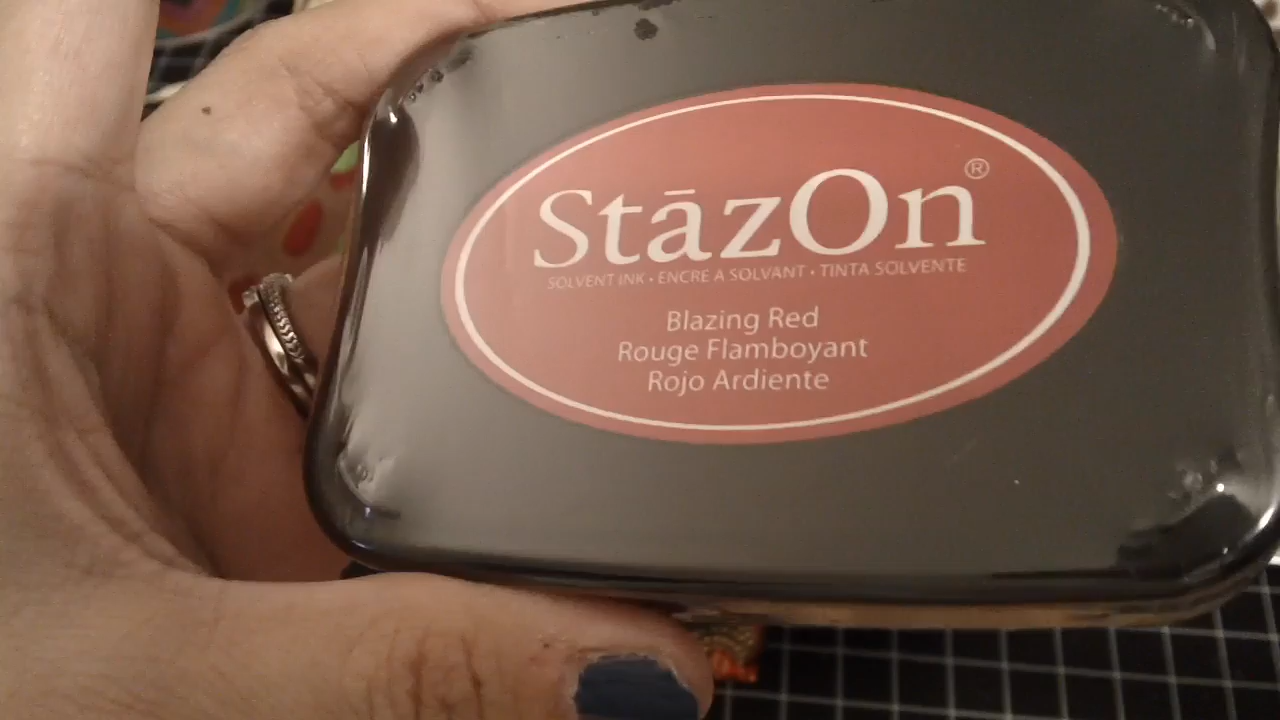 StāzOn®
SOLVENT INK • ENCRE A SOLVANT • TINTA SOLVENTE
Blazing Red
Rouge Flamboyant
Rojo Ardiente